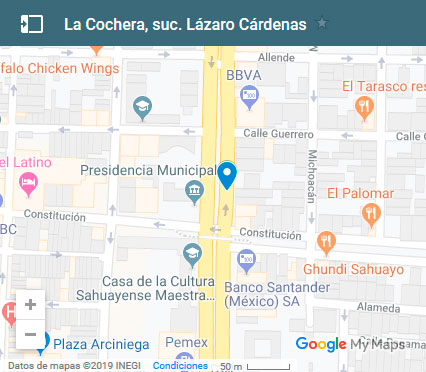 La Cochera, suc. Lázaro Cárdenas
Allende
falo Chicken Wings
BBVA
El Tarasco res
Calle Guerrero
Michoacán
el Latino
Presidencia Municipal
El Palomar
Constitución
Constitución
BC
Ghundi Sahuayo
Casa de la Cultura
Sahuayense Maestra...
Banco Santander
(México) SA
Alameda
+
−
Plaza Arciniega
Pemex
Google My Maps
Datos de mapas ©2019 INEGI Condiciones 50 m